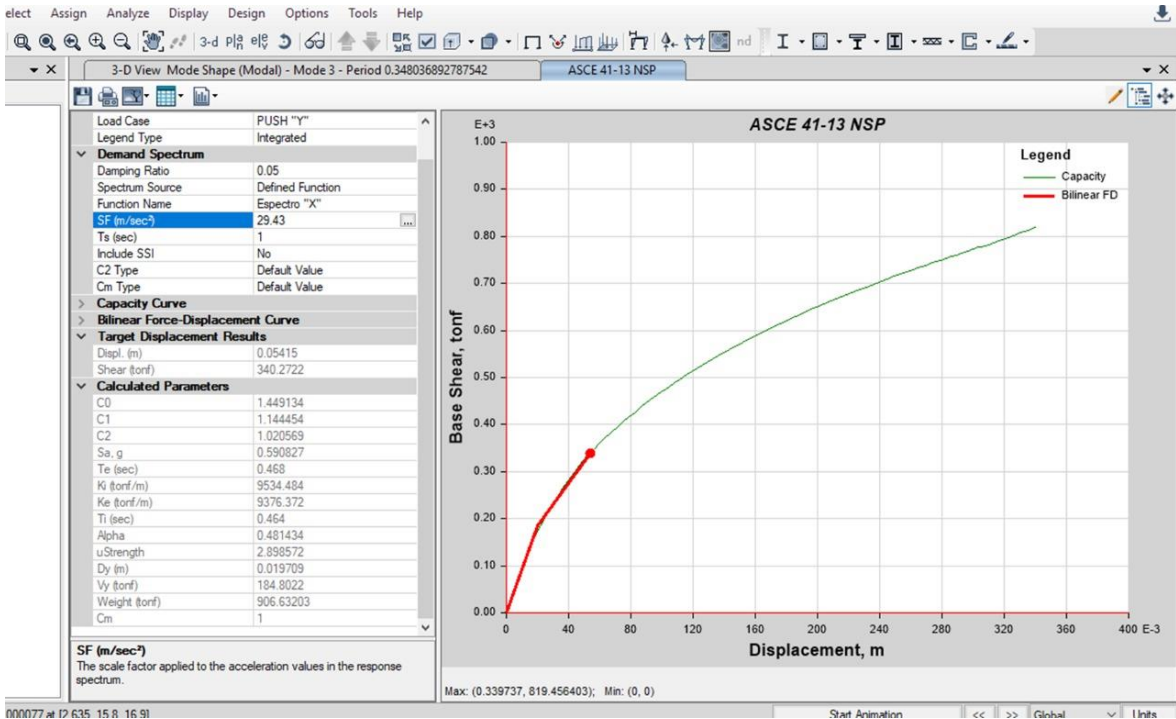 elect Assign Analyze Display Design Options Tools Help
3-d nd
3-D View Mode Shape (Modal) - Mode 3 - Period 0.348036892787542 ASCE 41-13 NSP
Load Case PUSH "Y"
Legend Type Integrated
Demand Spectrum
Damping Ratio 0.05
Spectrum Source Defined Function
Function Name Espectro "X"
SF (m/sec²) 29.43 ...
Ts (sec) 1
Include SSI No
C2 Type Default Value
Cm Type Default Value
Capacity Curve
Bilinear Force-Displacement Curve
Target Displacement Results
Displ. (m) 0.05415
Shear (tonf) 340.2722
Calculated Parameters
C0 1.449134
C1 1.144454
C2 1.020569
Sa, g 0.590827
Te (sec) 0.468
Ki (tonf/m) 9534.484
Ke (tonf/m) 9376.372
Ti (sec) 0.464
Alpha 0.481434
uStrength 2.898572
Dy (m) 0.019709
Vy (tonf) 184.8022
Weight (tonf) 906.63203
Cm 1
SF (m/sec²)
The scale factor applied to the acceleration values in the response
spectrum.
ASCE 41-13 NSP
E+3
1.00
0.90
0.80
0.70
0.60
0.50
0.40
0.30
0.20
0.10
0.00
Base Shear, tonf
Legend
Capacity
Bilinear FD
0 40 80 120 160 200 240 280 320 360 400 E-3
Displacement, m
Max: (0.339737, 819.456403); Min: (0, 0)
000077 at [2.635, 15.8, 16.9] Start Animation << >> Global Units